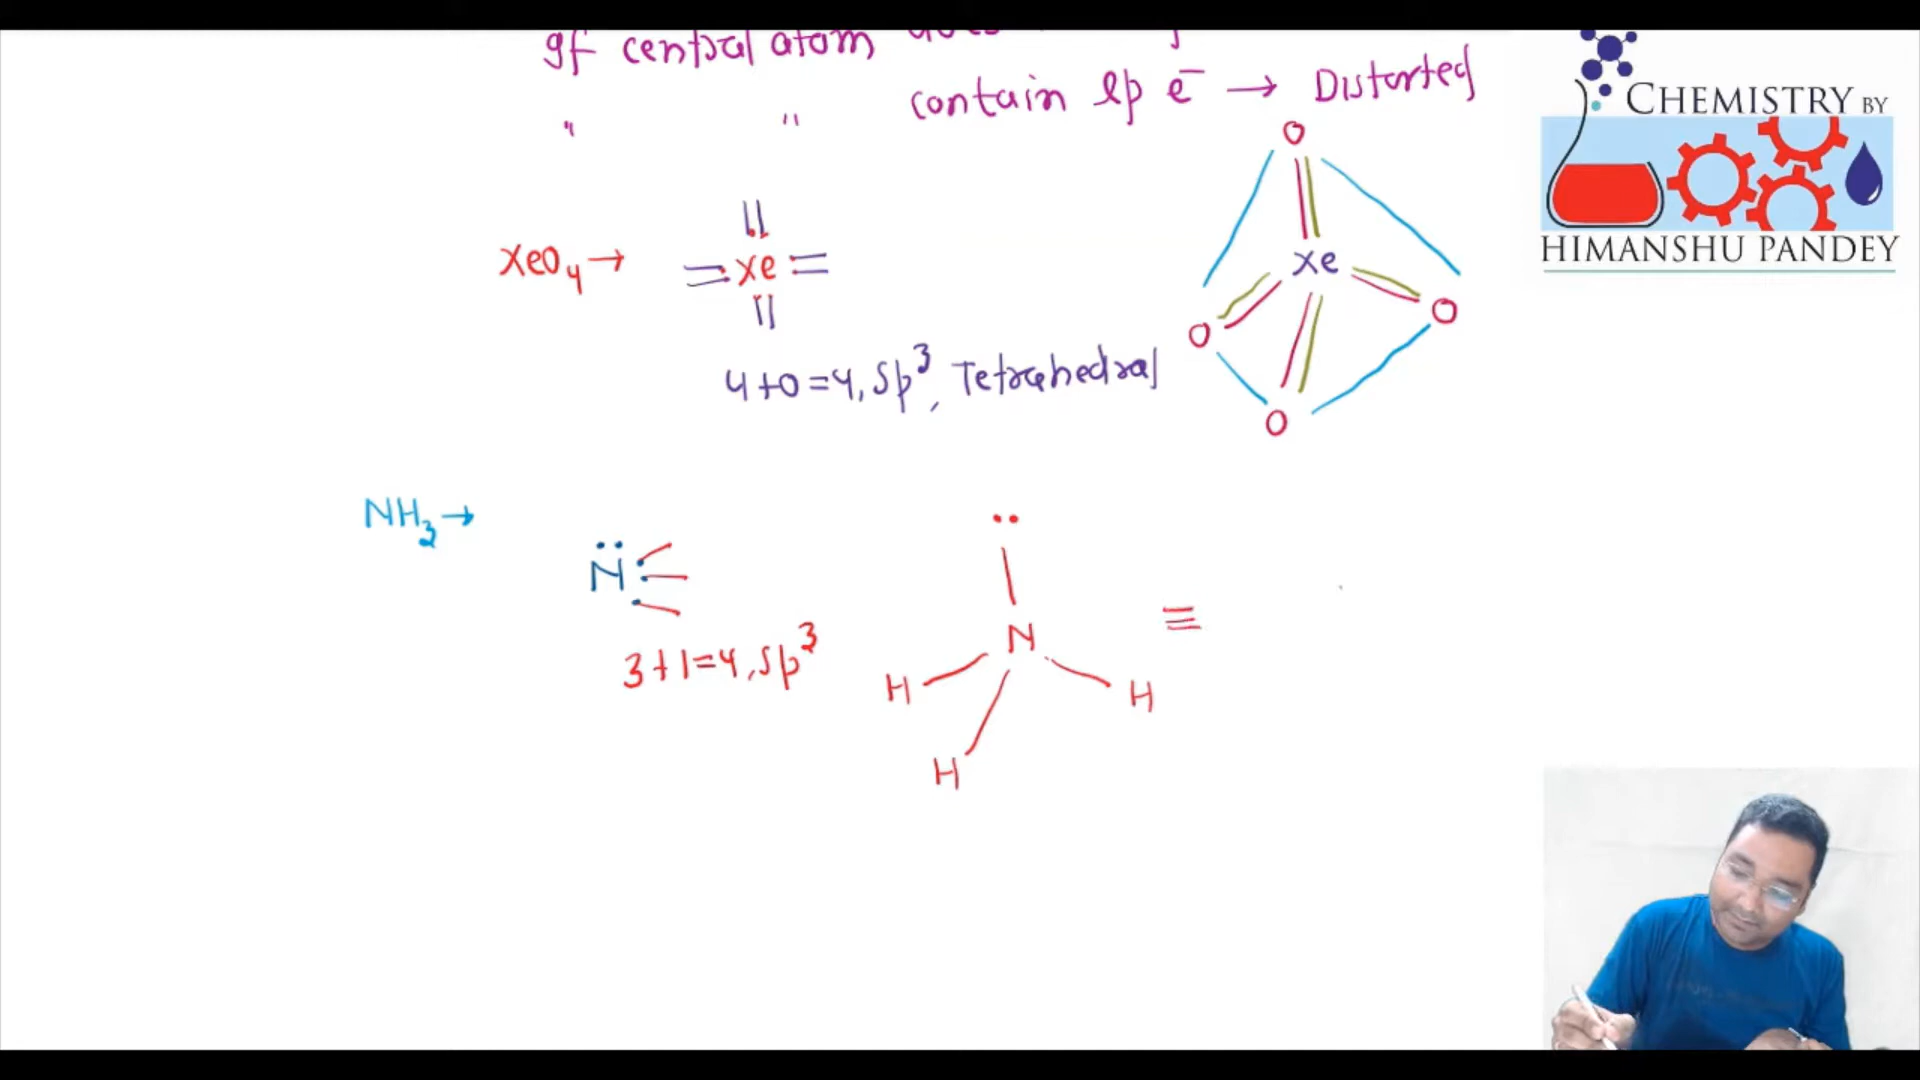 gf central atom
" " contain lp e⁻ → Distorted
CHEMISTRY BY
HIMANSHU PANDEY
XeO₄ →
Xe
4+0=4, sp³, Tetrahedral
O
Xe
O O
O
NH₃ →
N
3+1=4, sp³
N
≡
H H
H